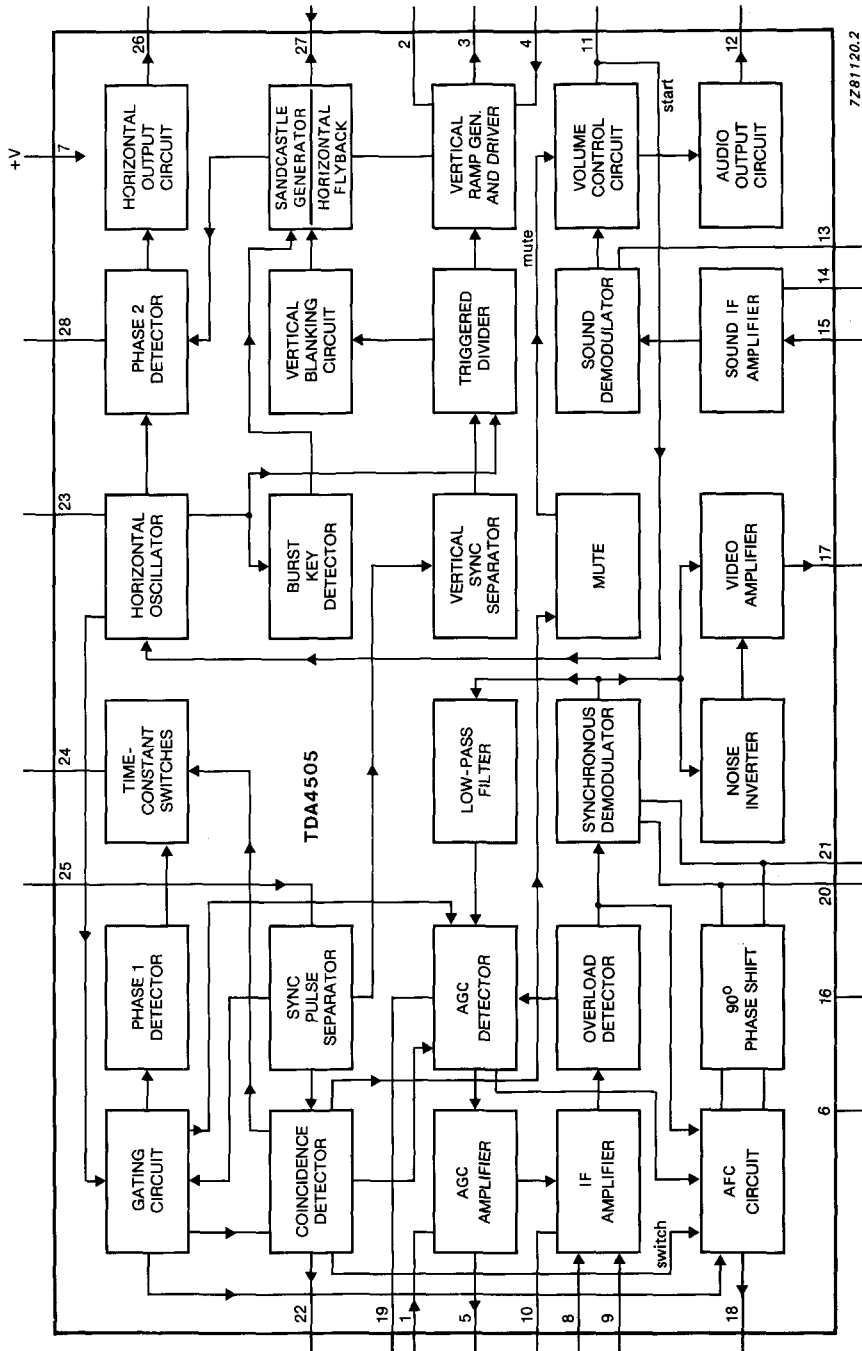 +V
7
26
27
2
3
4
11
12
HORIZONTAL
OUTPUT
CIRCUIT
SANDCASTLE
GENERATOR
HORIZONTAL
FLYBACK
VERTICAL
RAMP GEN.
AND DRIVER
VOLUME
CONTROL
CIRCUIT
start
AUDIO
OUTPUT
CIRCUIT
7Z81120.2
28
PHASE 2
DETECTOR
VERTICAL
BLANKING
CIRCUIT
TRIGGERED
DIVIDER
mute
SOUND
DEMODULATOR
SOUND IF
AMPLIFIER
13
14
15
23
HORIZONTAL
OSCILLATOR
BURST
KEY
DETECTOR
VERTICAL
SYNC
SEPARATOR
MUTE
VIDEO
AMPLIFIER
17
24
TIME-
CONSTANT
SWITCHES
TDA4505
LOW-PASS
FILTER
SYNCHRONOUS
DEMODULATOR
NOISE
INVERTER
21
20
25
PHASE 1
DETECTOR
SYNC
PULSE
SEPARATOR
AGC
DETECTOR
OVERLOAD
DETECTOR
90°
PHASE SHIFT
16
6
GATING
CIRCUIT
COINCIDENCE
DETECTOR
AGC
AMPLIFIER
IF
AMPLIFIER
switch
AFC
CIRCUIT
22
19
1
5
10
8
9
18